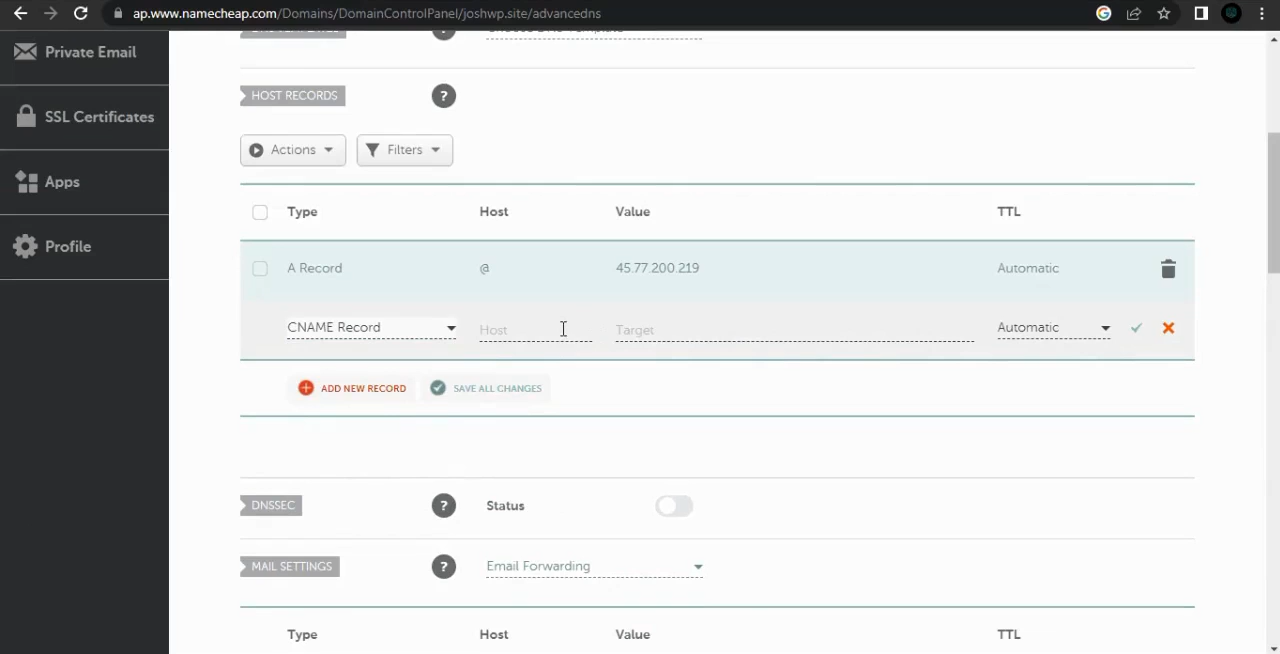 ap.www.namecheap.com/Domains/DomainControlPanel/joshwp.site/advancedns
Private Email
SSL Certificates
Apps
Profile
HOST RECORDS ?
Actions Filters
Type Host Value TTL
A Record @ 45.77.200.219 Automatic
CNAME Record Host Target Automatic
ADD NEW RECORD SAVE ALL CHANGES
DNSSEC ? Status
MAIL SETTINGS ? Email Forwarding
Type Host Value TTL